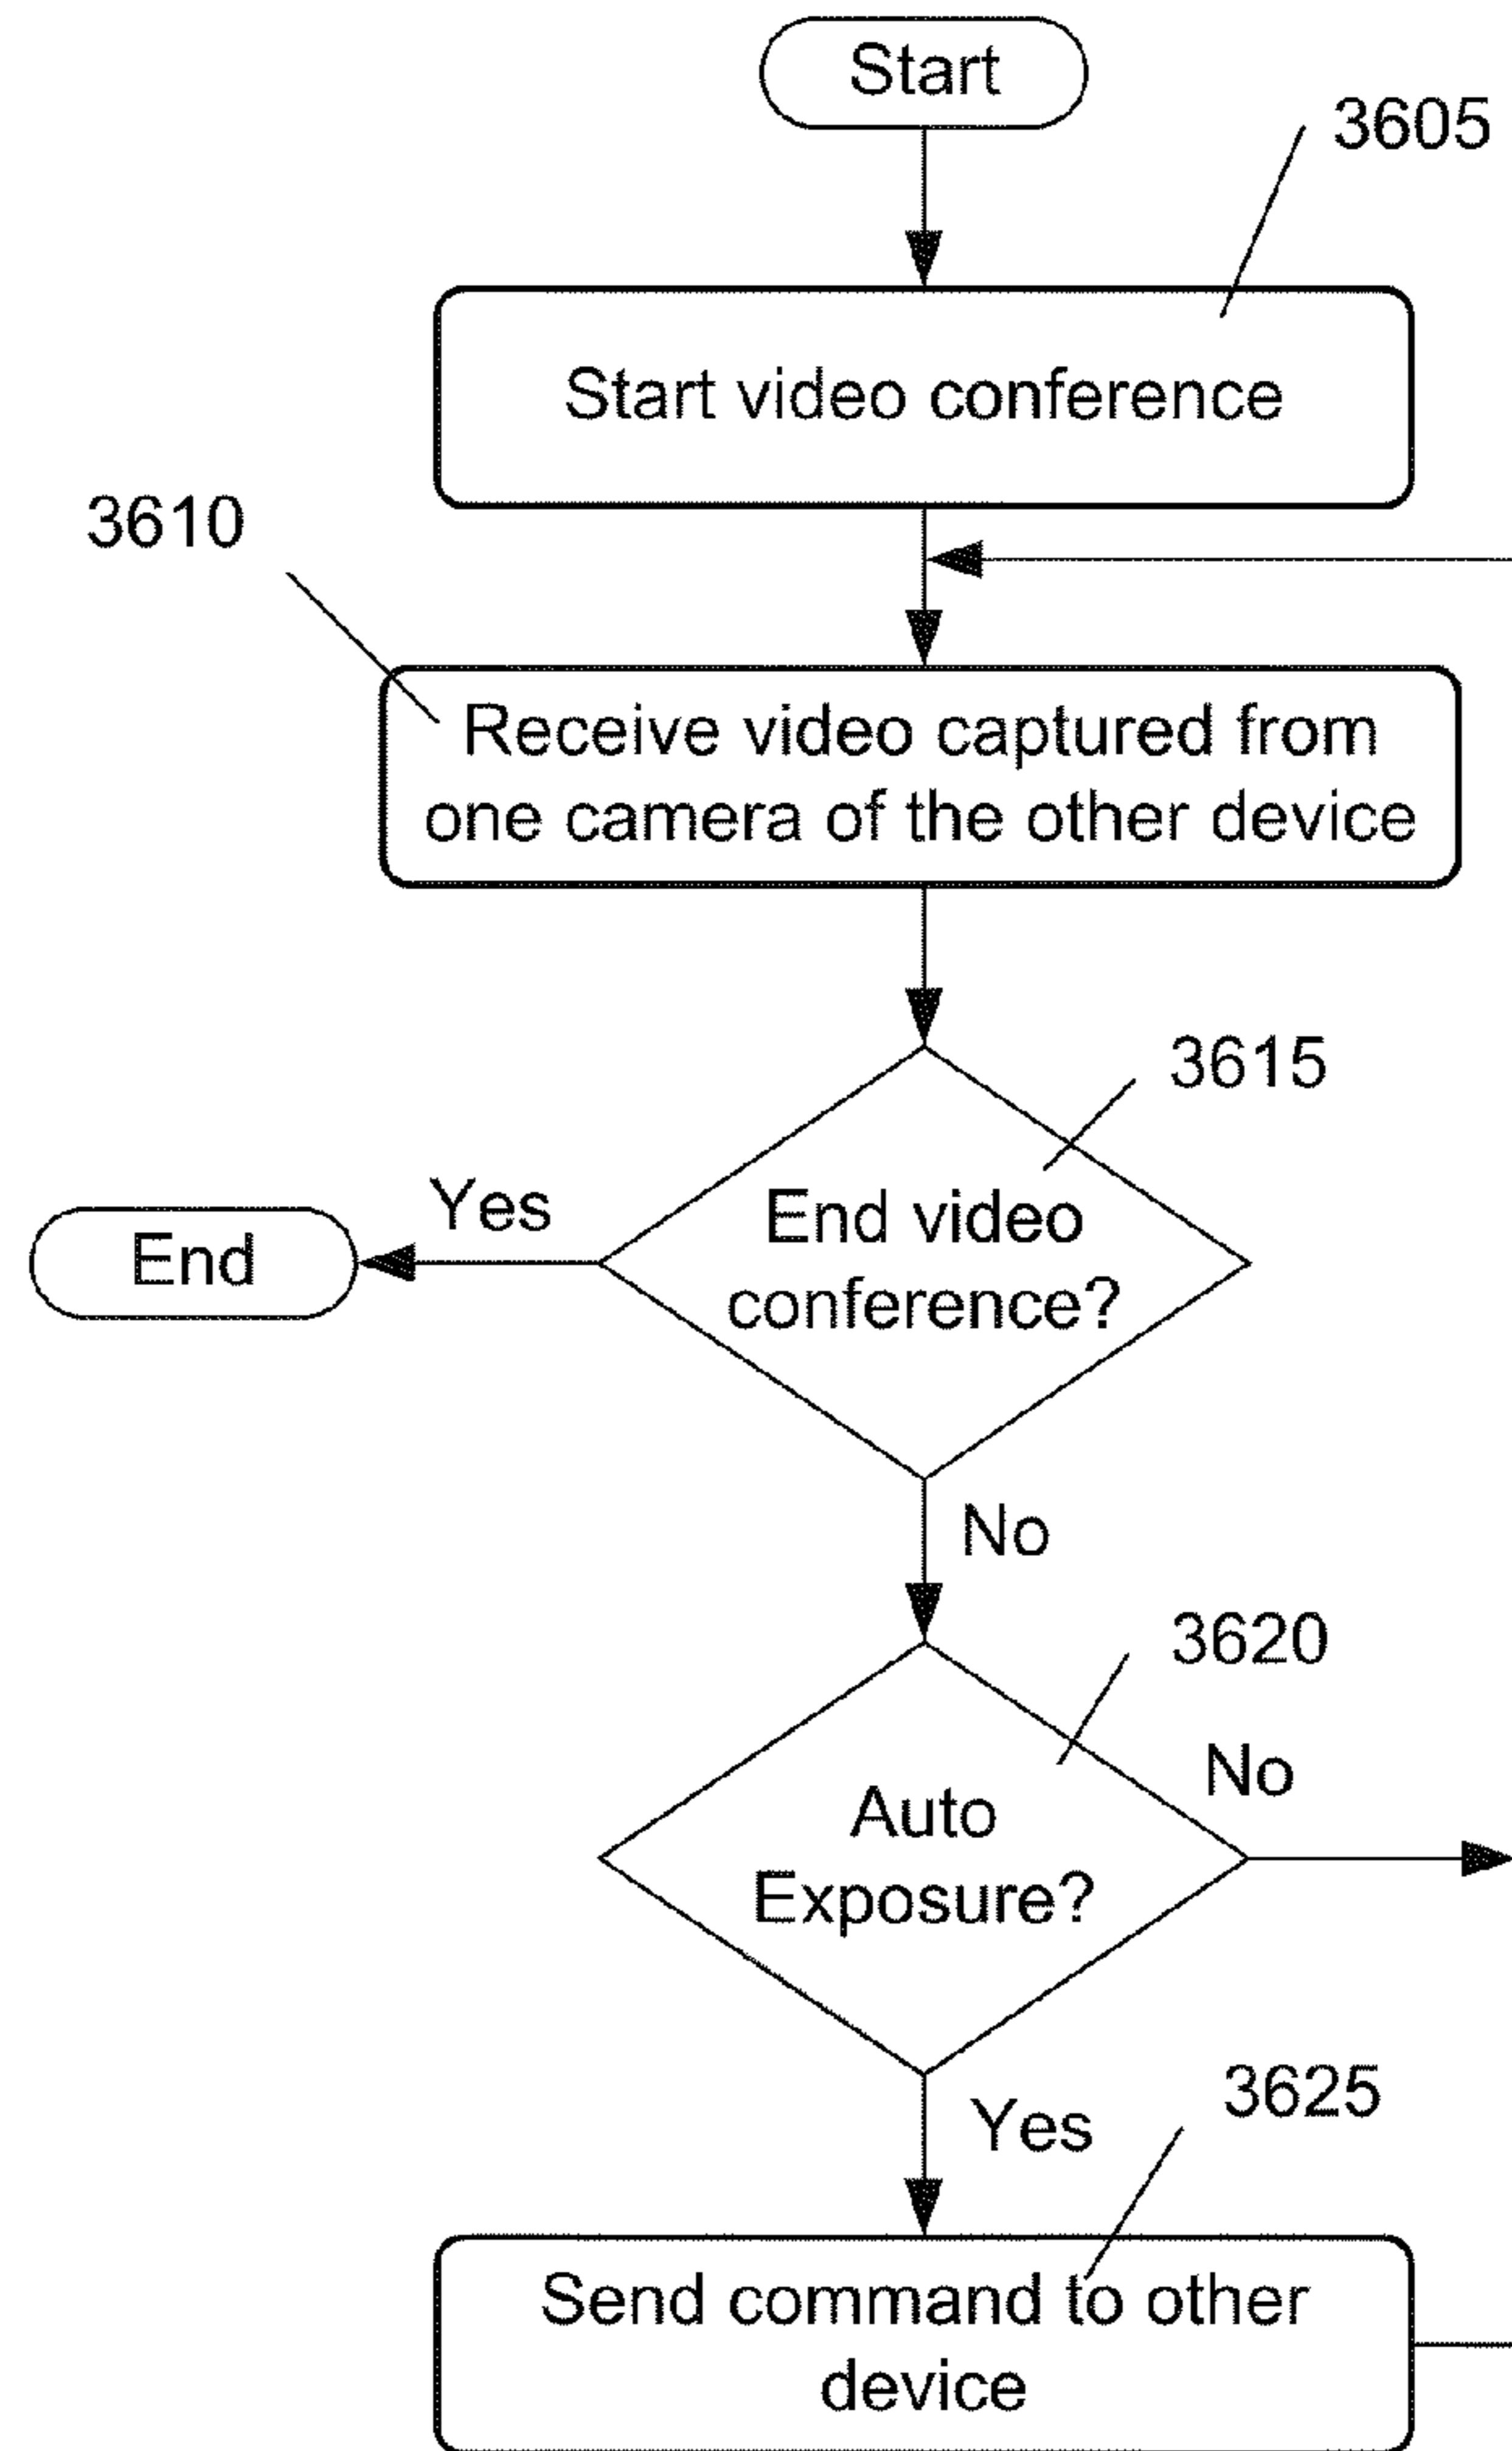 Start
3605
Start video conference
3610
Receive video captured from
one camera of the other device
3615
End video
conference?
Yes
End
No
3620
Auto
Exposure?
No
Yes
3625
Send command to other
device